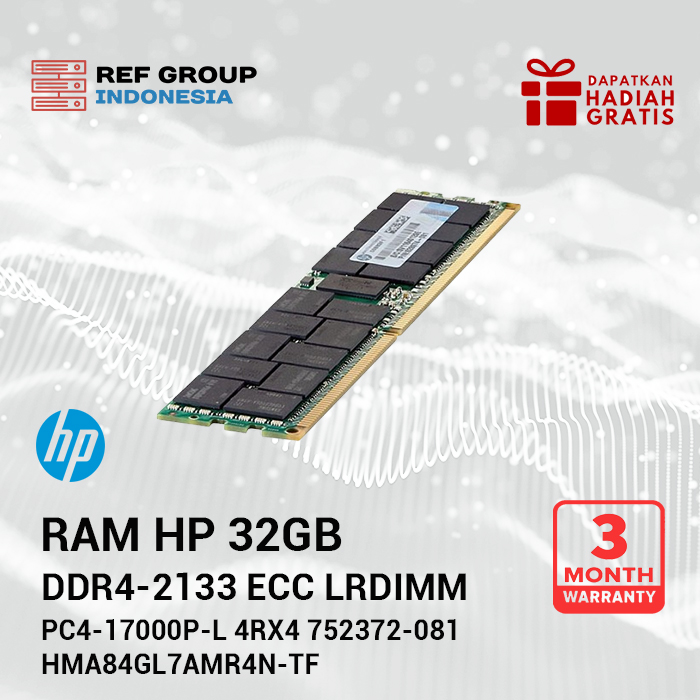 REF GROUP
INDONESIA
DAPATKAN
HADIAH
GRATIS
hp
RAM HP 32GB
DDR4-2133 ECC LRDIMM
PC4-17000P-L 4RX4 752372-081
HMA84GL7AMR4N-TF
3
MONTH
WARRANTY